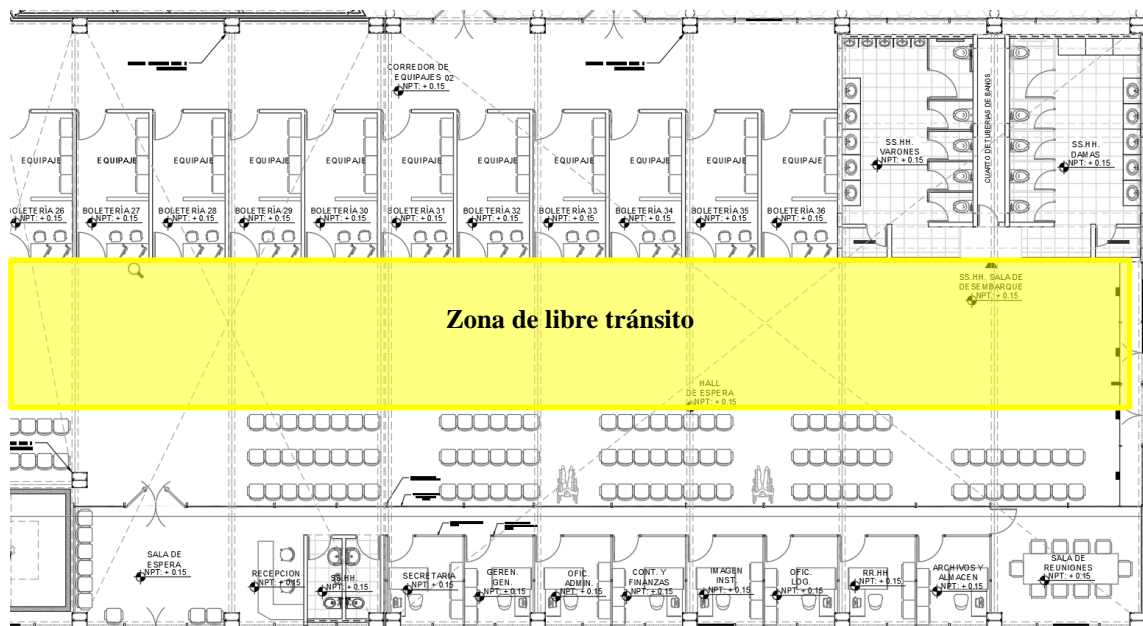 CORREDOR DE
EQUIPAJES 02
NPT: + 0.15
CUARTO DE TUBERIAS DE BANOS
SS.HH.
VARONES
NPT: + 0.15
SS.HH.
DAMAS
NPT: + 0.15
EQUIPAJE
EQUIPAJE
EQUIPAJE
EQUIPAJE
EQUIPAJE
EQUIPAJE
EQUIPAJE
EQUIPAJE
EQUIPAJE
EQUIPAJE
EQUIPAJE
BOLETERÍA 26
NPT: + 0.15
BOLETERÍA 27
NPT: + 0.15
BOLETERÍA 28
NPT: + 0.15
BOLETERÍA 29
NPT: + 0.15
BOLETERÍA 30
NPT: + 0.15
BOLETERÍA 31
NPT: + 0.15
BOLETERÍA 32
NPT: + 0.15
BOLETERÍA 33
NPT: + 0.15
BOLETERÍA 34
NPT: + 0.15
BOLETERÍA 35
NPT: + 0.15
BOLETERÍA 36
NPT: + 0.15
SS.HH. SALA DE
DESEMBARQUE
NPT: + 0.15
Zona de libre tránsito
HALL
DE ESPERA
NPT: + 0.15
SALA DE
ESPERA
NPT: + 0.15
RECEPCION
NPT: + 0.15
SS.HH.
NPT: + 0.15
SECRETARIA
NPT: + 0.15
GEREN.
GEN.
NPT: + 0.15
OFIC.
ADMIN.
NPT: + 0.15
CONT. Y
FINANZAS
NPT: + 0.15
IMAGEN
INST.
NPT: + 0.15
OFIC.
LOG.
NPT: + 0.15
RR.HH
NPT: + 0.15
ARCHIVOS Y
ALMACEN
NPT: + 0.15
SALA DE
REUNIONES
NPT: + 0.15